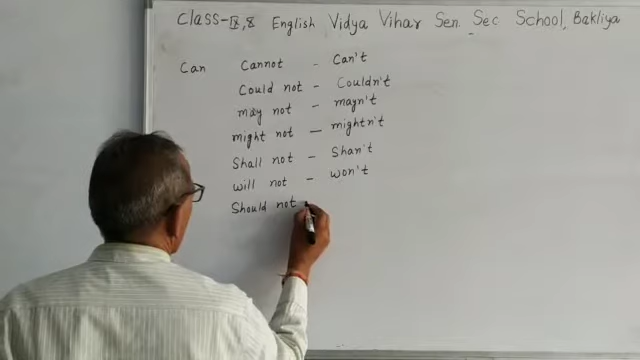 Class-IX,8 English Vidya Vihar Sen. Sec School, Bakliya
Can Cannot - Can't
Could not - Couldn't
may not - mayn't
might not - mightn't
Shall not - Shan't
will not - won't
Should not